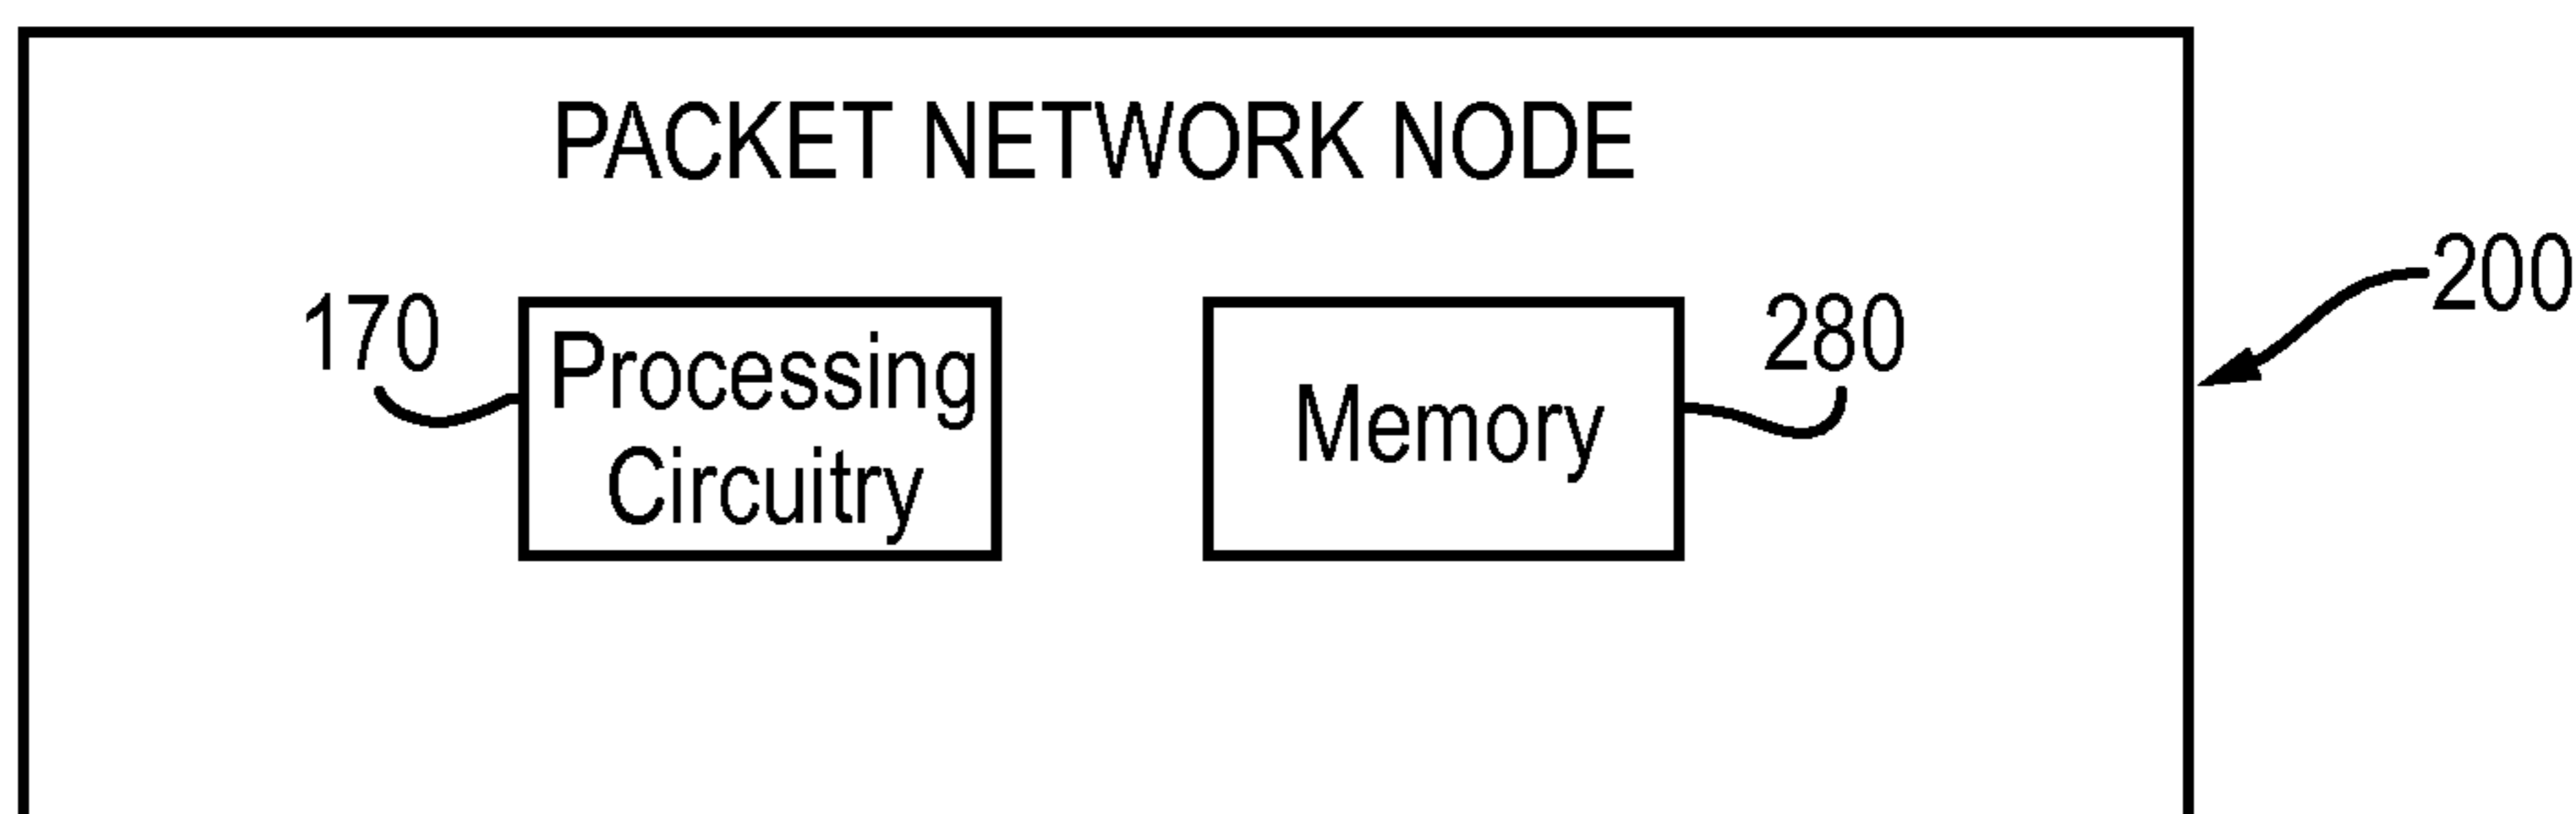 PACKET NETWORK NODE
200
170
Processing
Circuitry
Memory
280